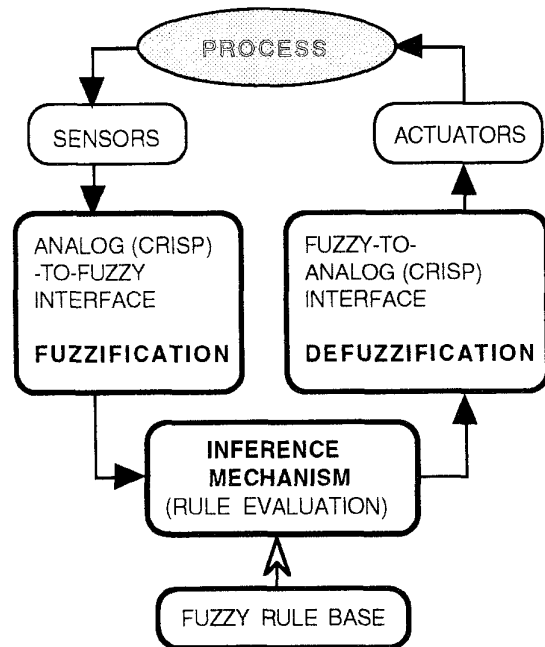 PROCESS
SENSORS
ACTUATORS
ANALOG (CRISP)
-TO-FUZZY
INTERFACE
FUZZIFICATION
FUZZY-TO-
ANALOG (CRISP)
INTERFACE
DEFUZZIFICATION
INFERENCE
MECHANISM
(RULE EVALUATION)
FUZZY RULE BASE